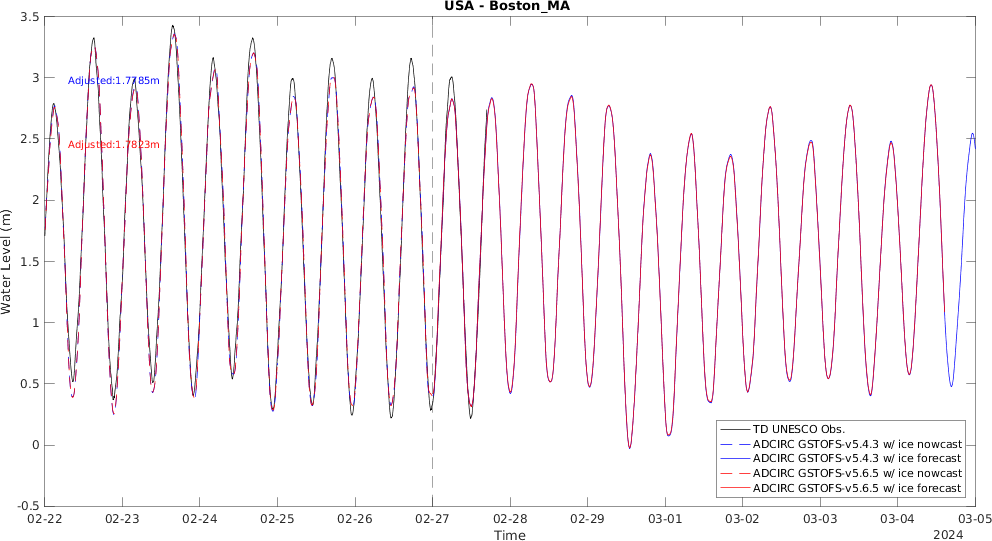 USA - Boston_MA
3.5
3
2.5
2
1.5
1
0.5
0
-0.5
Water Level (m)
Adjusted:1.7785m
Adjusted:1.7823m
TD UNESCO Obs.
ADCIRC GSTOFS-v5.4.3 w/ ice nowcast
ADCIRC GSTOFS-v5.4.3 w/ ice forecast
ADCIRC GSTOFS-v5.6.5 w/ ice nowcast
ADCIRC GSTOFS-v5.6.5 w/ ice forecast
02-22 02-23 02-24 02-25 02-26 02-27 02-28 02-29 03-01 03-02 03-03 03-04 03-05
Time
2024